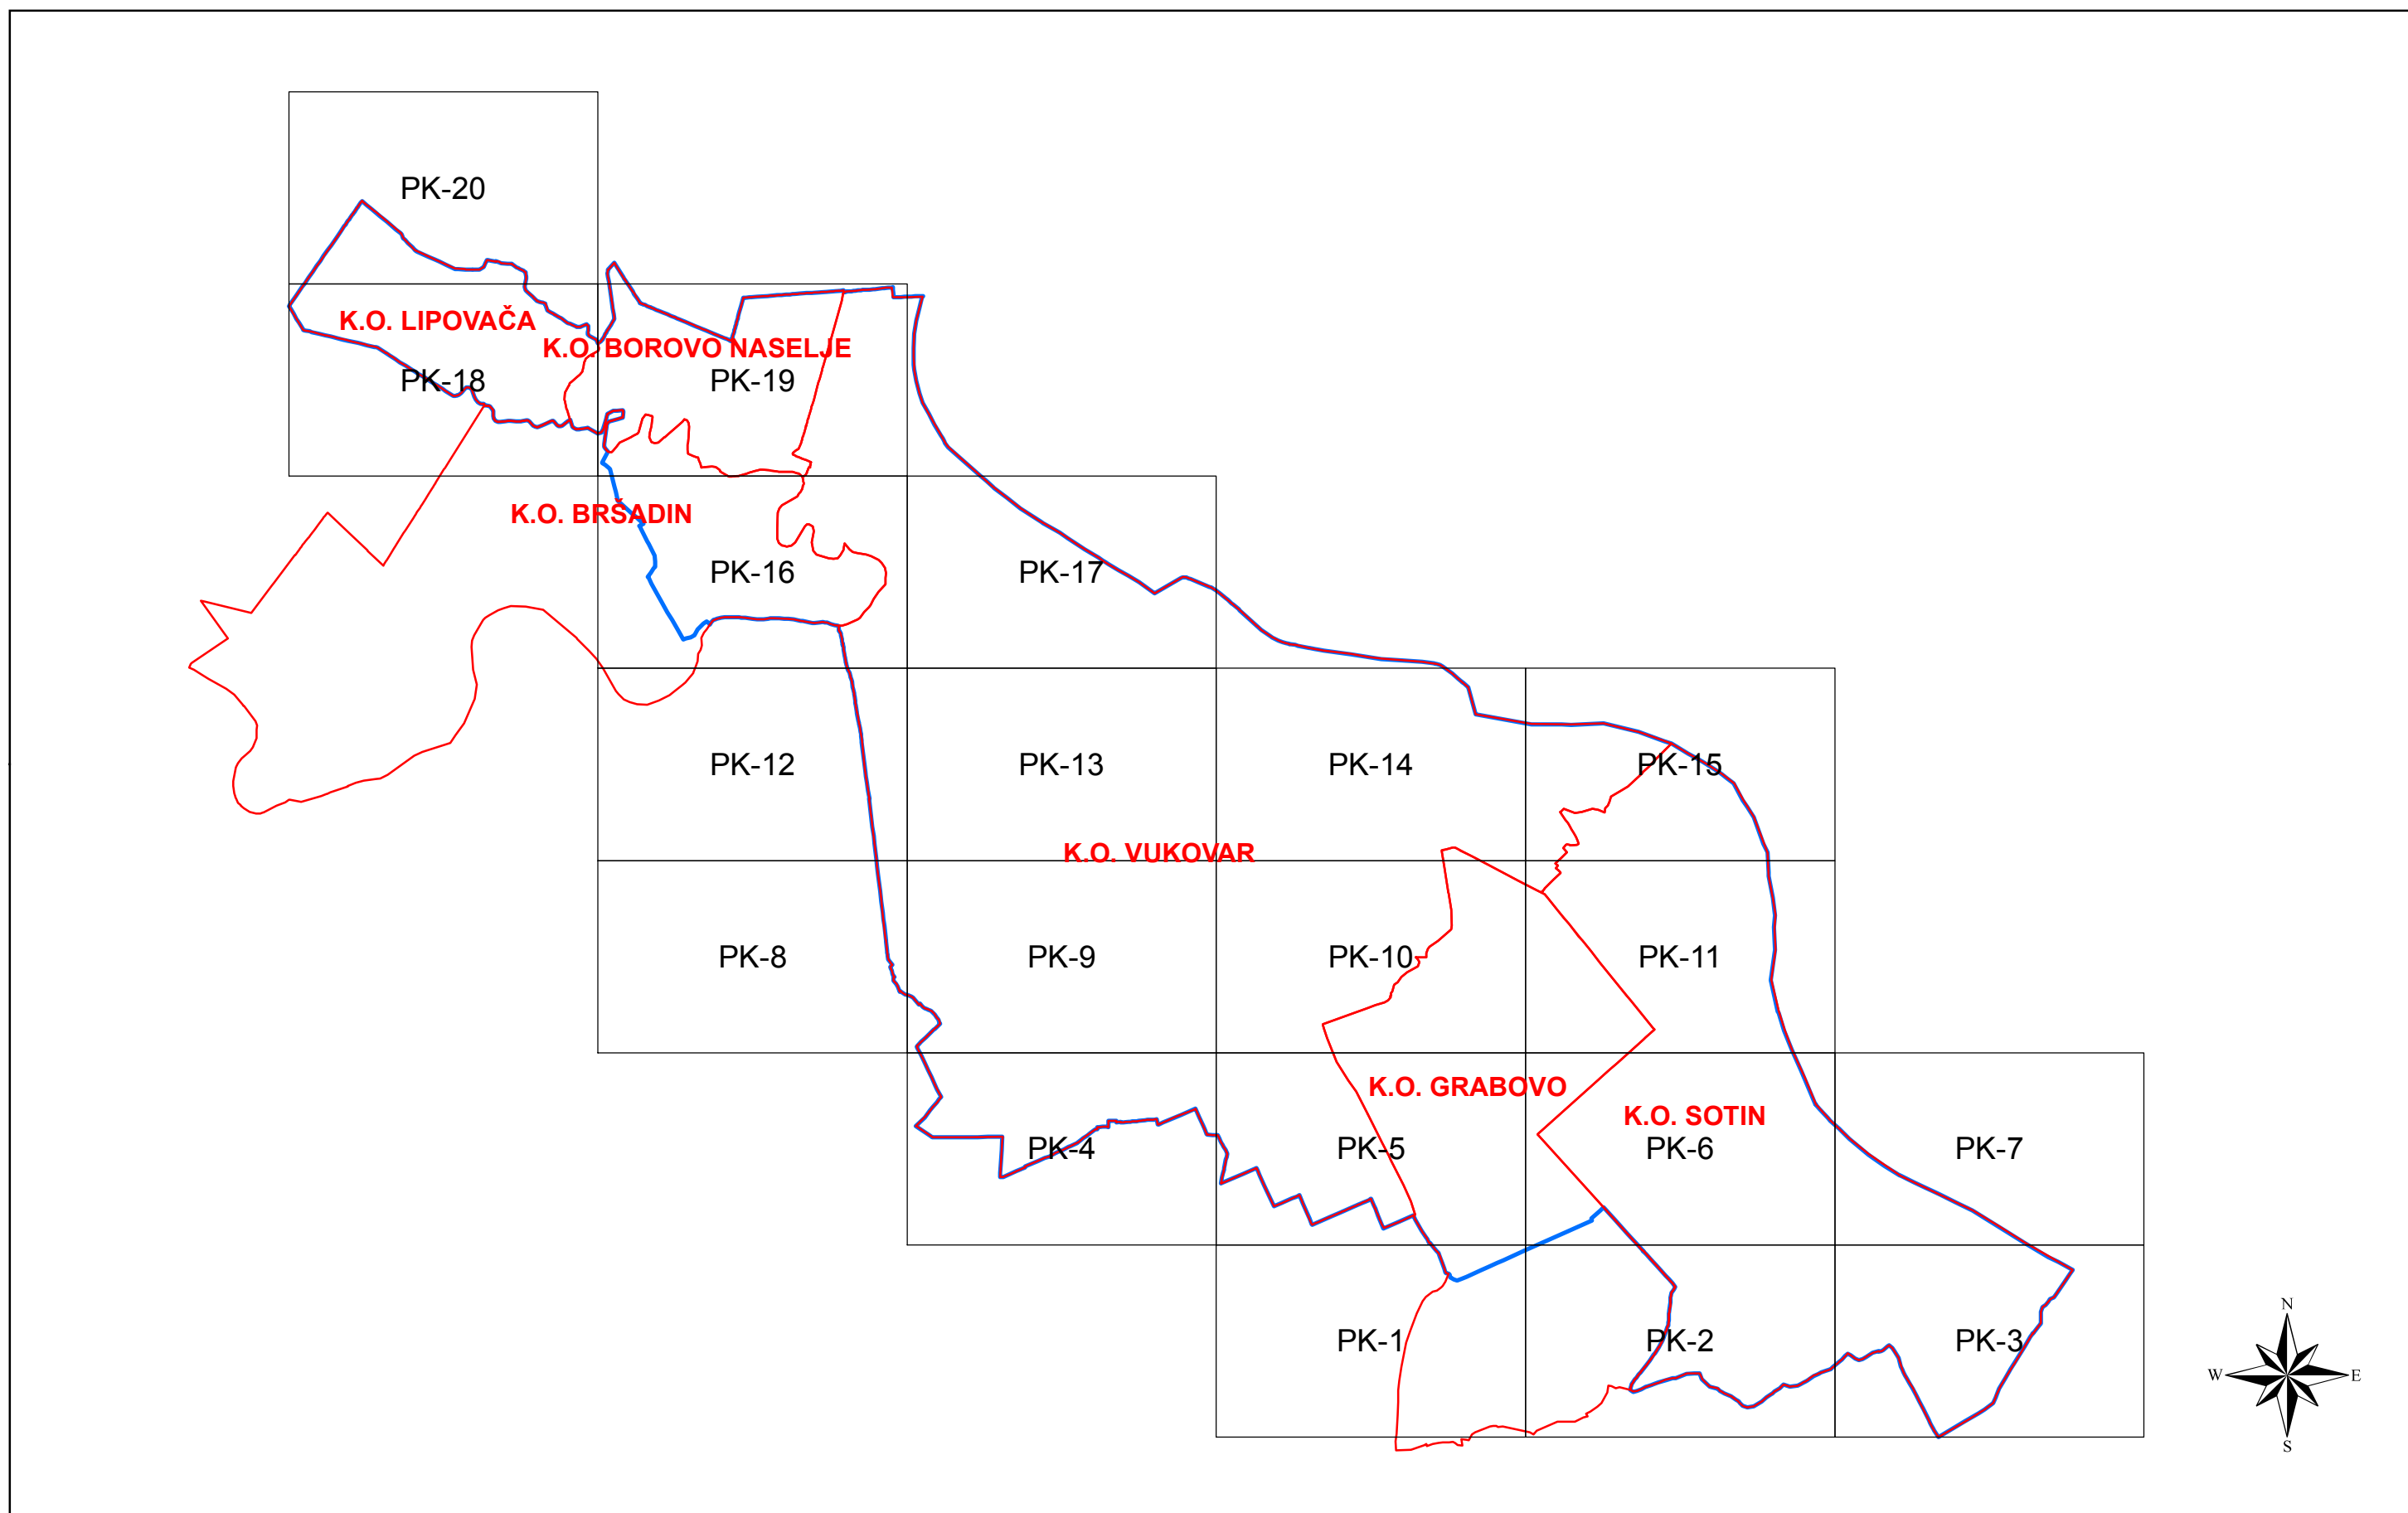 PK-20
K.O. LIPOVAČA
K.O. BOROVO NASELJE
PK-18
PK-19
K.O. BRŠADIN
PK-16
PK-17
PK-12
PK-13
PK-14
PK-15
K.O. VUKOVAR
PK-8
PK-9
PK-10
PK-11
K.O. GRABOVO
K.O. SOTIN
PK-4
PK-5
PK-6
PK-7
PK-1
PK-2
PK-3
N
W
E
S